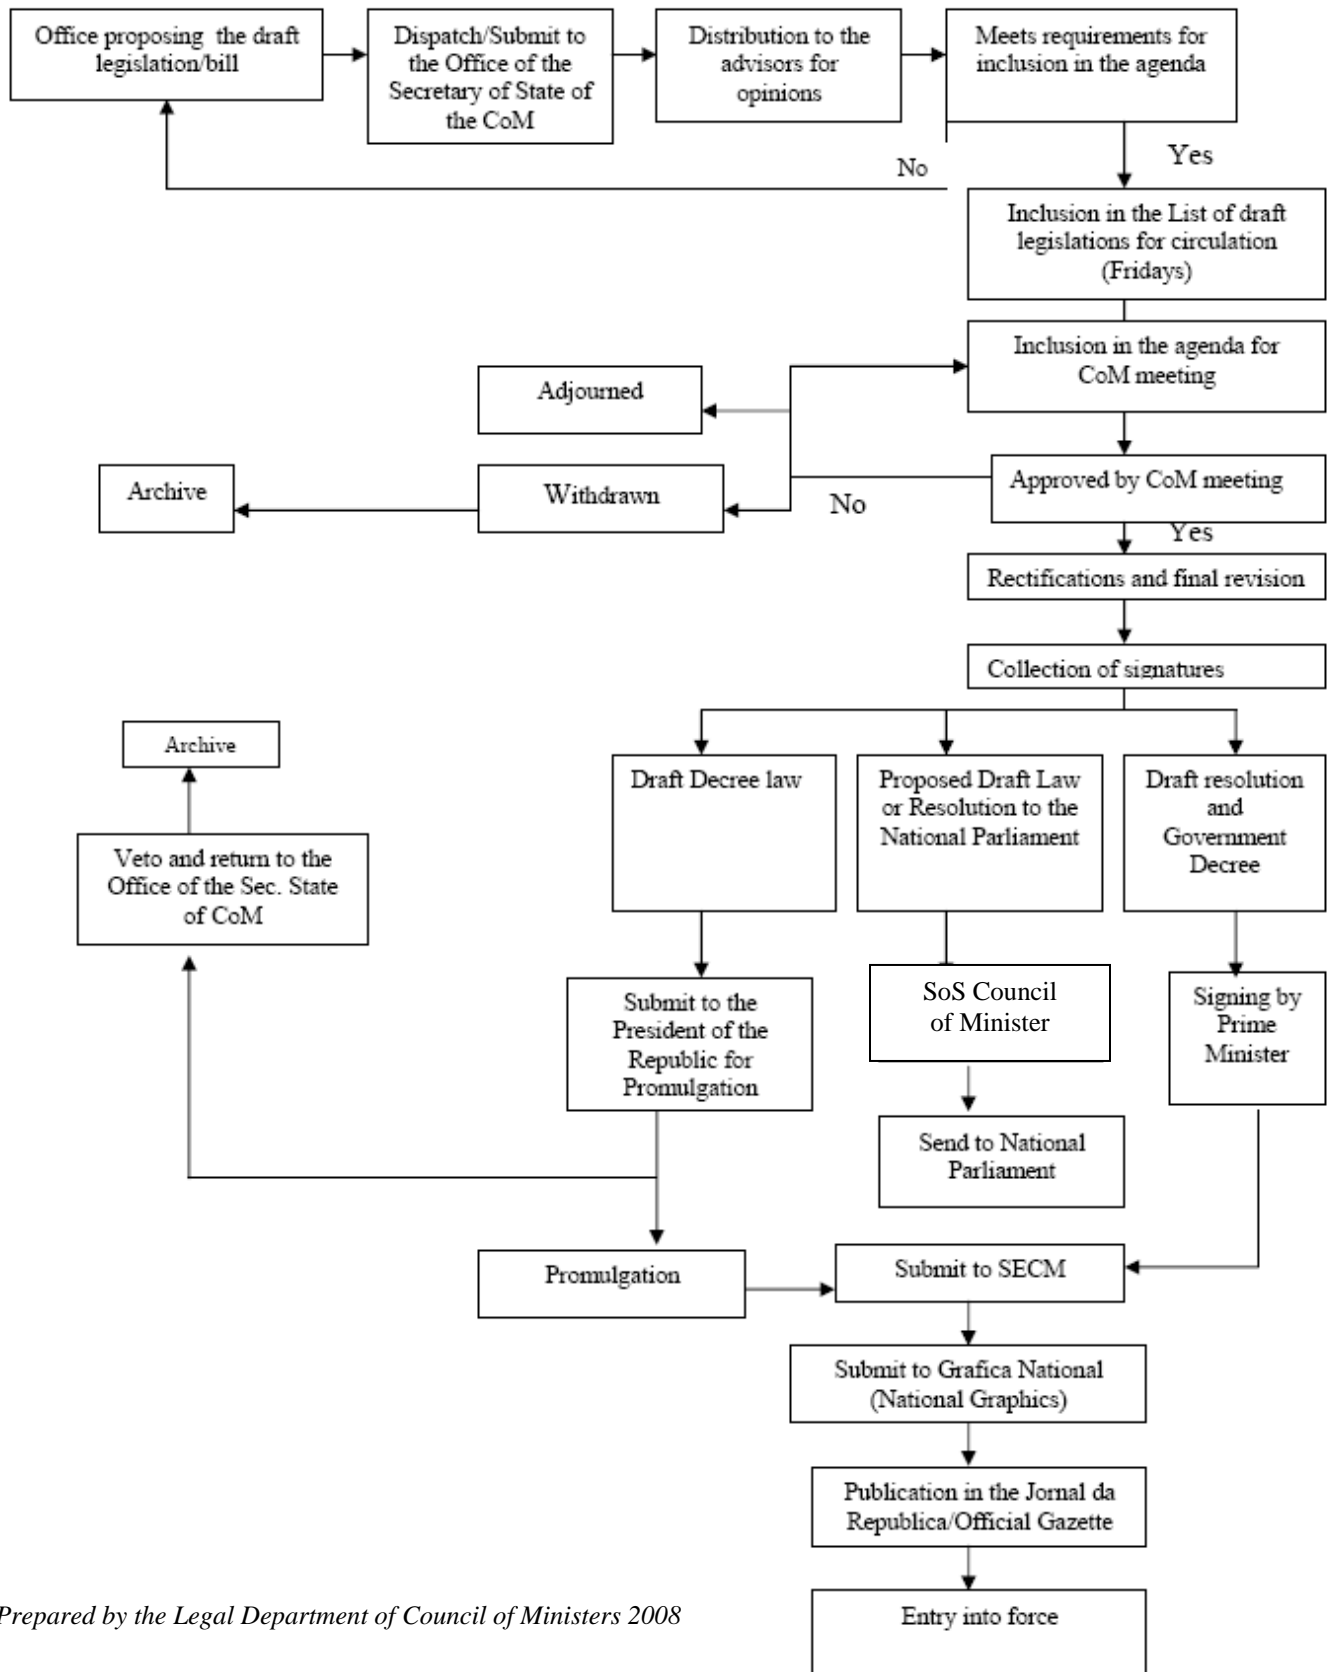 Office proposing the draft
legislation/bill
Dispatch/Submit to
the Office of the
Secretary of State of
the CoM
Distribution to the
advisors for
opinions
Meets requirements for
inclusion in the agenda
Yes
No
Inclusion in the List of draft
legislations for circulation
(Fridays)
Inclusion in the agenda for
CoM meeting
Adjourned
Archive
Withdrawn
No
Approved by CoM meeting
Yes
Rectifications and final revision
Collection of signatures
Archive
Draft Decree law
Proposed Draft Law
or Resolution to the
National Parliament
Draft resolution
and
Government
Decree
Veto and return to the
Office of the Sec. State
of CoM
Submit to the
President of the
Republic for
Promulgation
SoS Council
of Minister
Signing by
Prime
Minister
Send to National
Parliament
Promulgation
Submit to SECM
Submit to Grafica National
(National Graphics)
Publication in the Jornal da
Republica/Official Gazette
Entry into force
Prepared by the Legal Department of Council of Ministers 2008